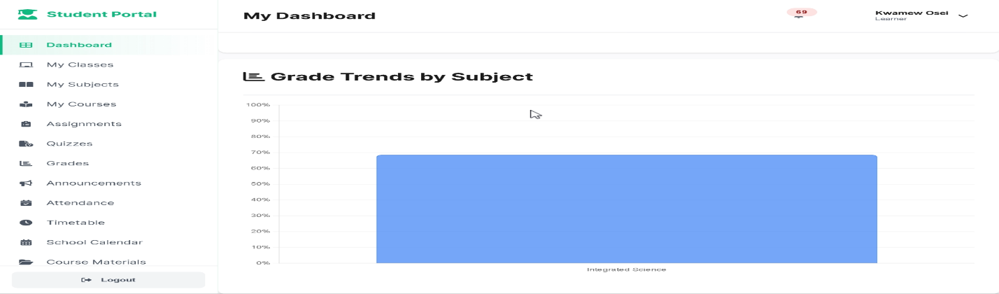 Student Portal
Dashboard
My Classes
My Subjects
My Courses
Assignments
Quizzes
Grades
Announcements
Attendance
Timetable
School Calendar
Course Materials
Logout
My Dashboard
69
Kwamew Osei
Learner
Grade Trends by Subject
100%
90%
80%
70%
60%
50%
40%
30%
20%
10%
0%
Integrated Science